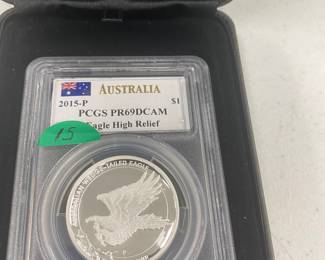 AUSTRALIA
2015-P $1
PCGS PR69DCAM
Eagle High Relief
15
AUSTRALIAN WEDGE-TAILED EAGLE
P